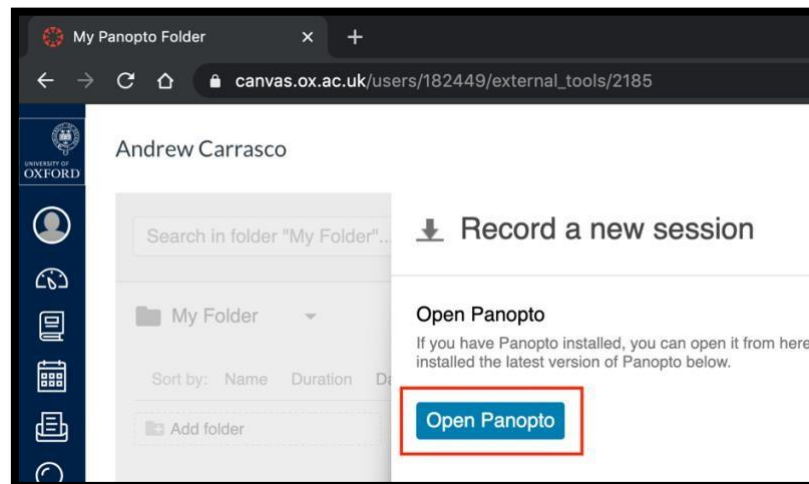 My Panopto Folder
canvas.ox.ac.uk/users/182449/external_tools/2185
UNIVERSITY OF
OXFORD
Andrew Carrasco
Search in folder "My Folder"...
Record a new session
My Folder
Open Panopto
If you have Panopto installed, you can open it from here
installed the latest version of Panopto below.
Sort by: Name Duration Da
Open Panopto
Add folder